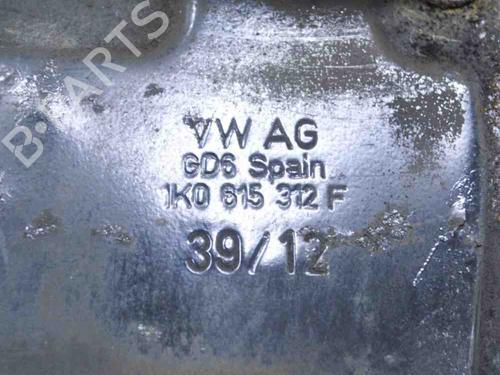 B-PARTS
VW AG
GD6 Spain
1K0 615 312 F
39/12